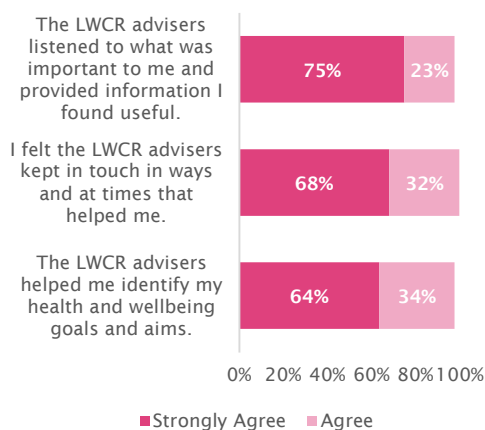 The LWCR advisers
listened to what was
important to me and
provided information I
found useful.
75% 23%
I felt the LWCR advisers
kept in touch in ways
and at times that
helped me.
68% 32%
The LWCR advisers
helped me identify my
health and wellbeing
goals and aims.
64% 34%
0% 20% 40% 60% 80% 100%
Strongly Agree Agree